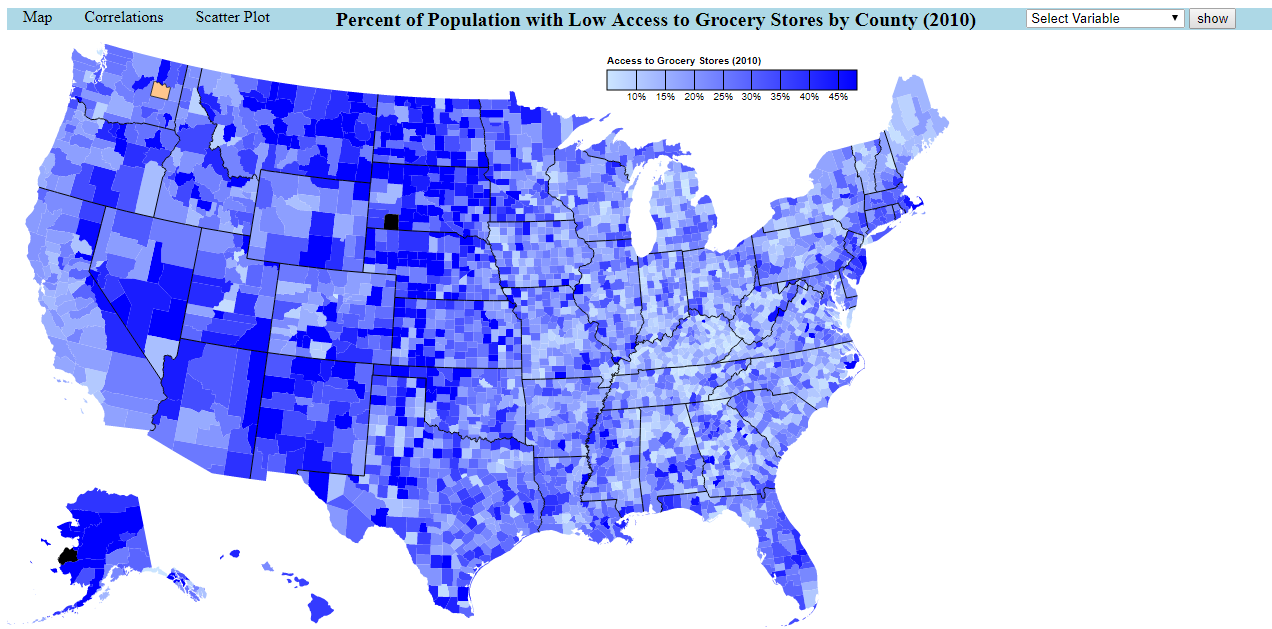 Map Correlations Scatter Plot Percent of Population with Low Access to Grocery Stores by County (2010) Select Variable show
Access to Grocery Stores (2010)
10% 15% 20% 25% 30% 35% 40% 45%